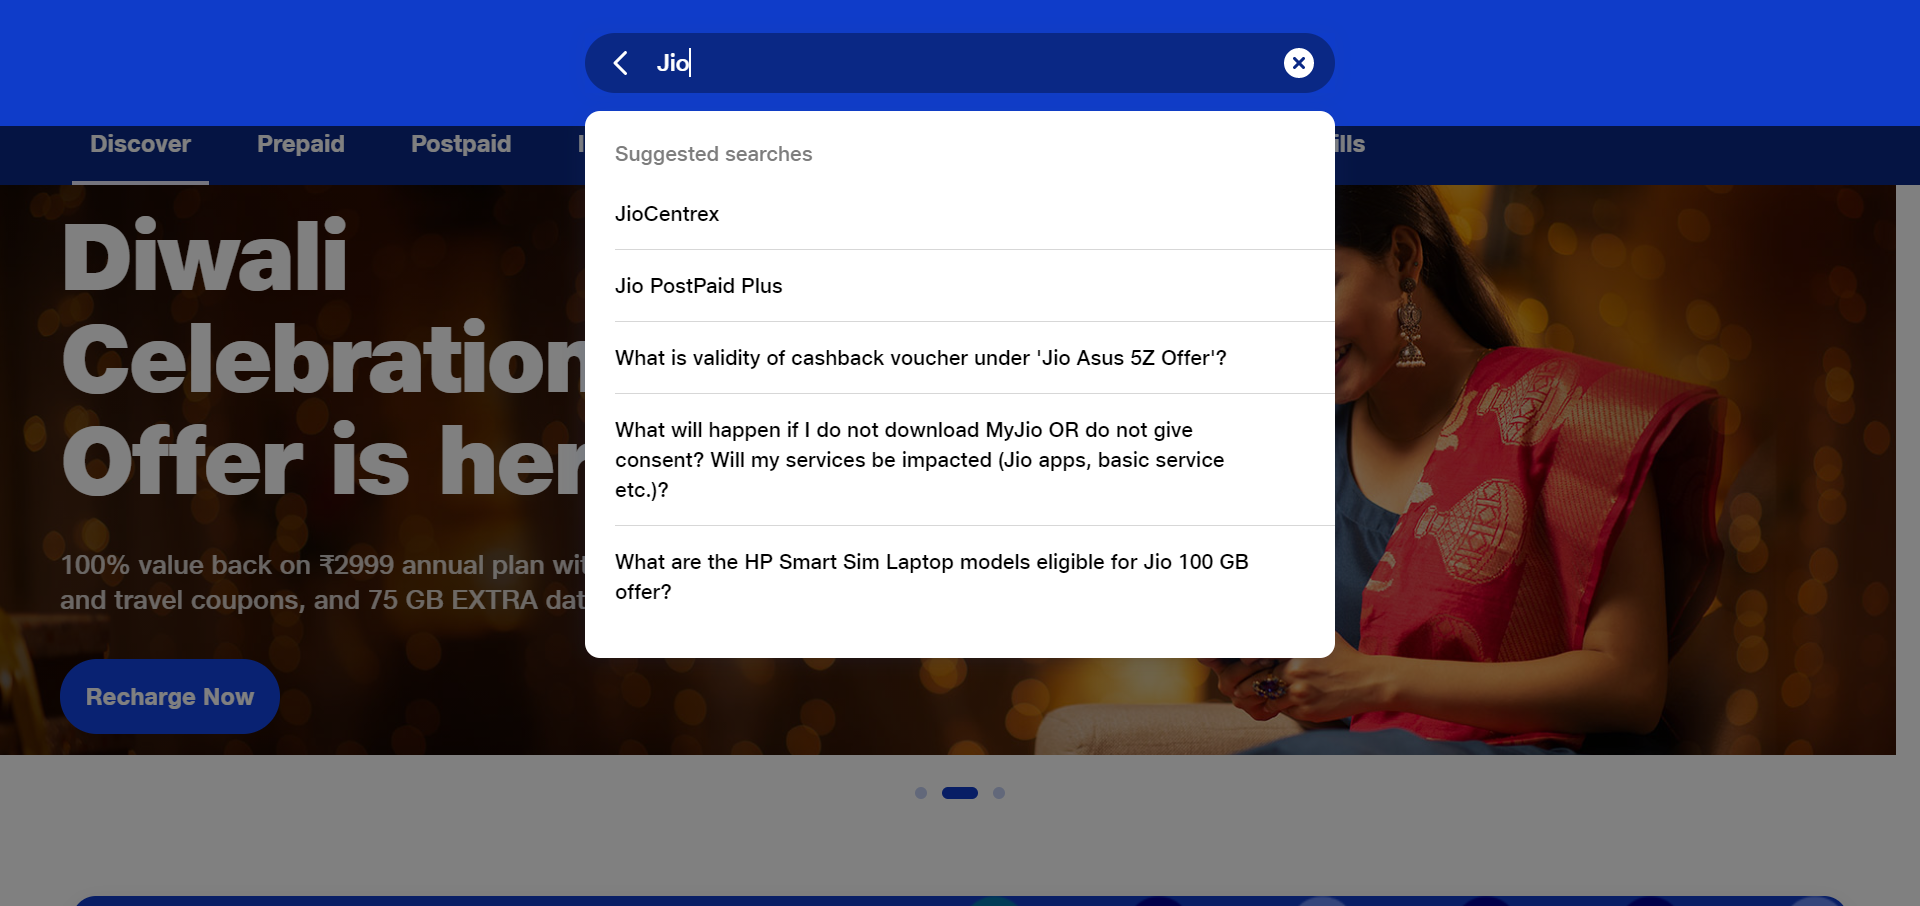 Jio
Discover
Prepaid
Postpaid
ills
Suggested searches
JioCentrex
Jio PostPaid Plus
What is validity of cashback voucher under 'Jio Asus 5Z Offer'?
What will happen if I do not download MyJio OR do not give
consent? Will my services be impacted (Jio apps, basic service
etc.)?
What are the HP Smart Sim Laptop models eligible for Jio 100 GB
offer?
Diwali
Celebration
Offer is her
100% value back on ₹2999 annual plan wit
and travel coupons, and 75 GB EXTRA dat
Recharge Now